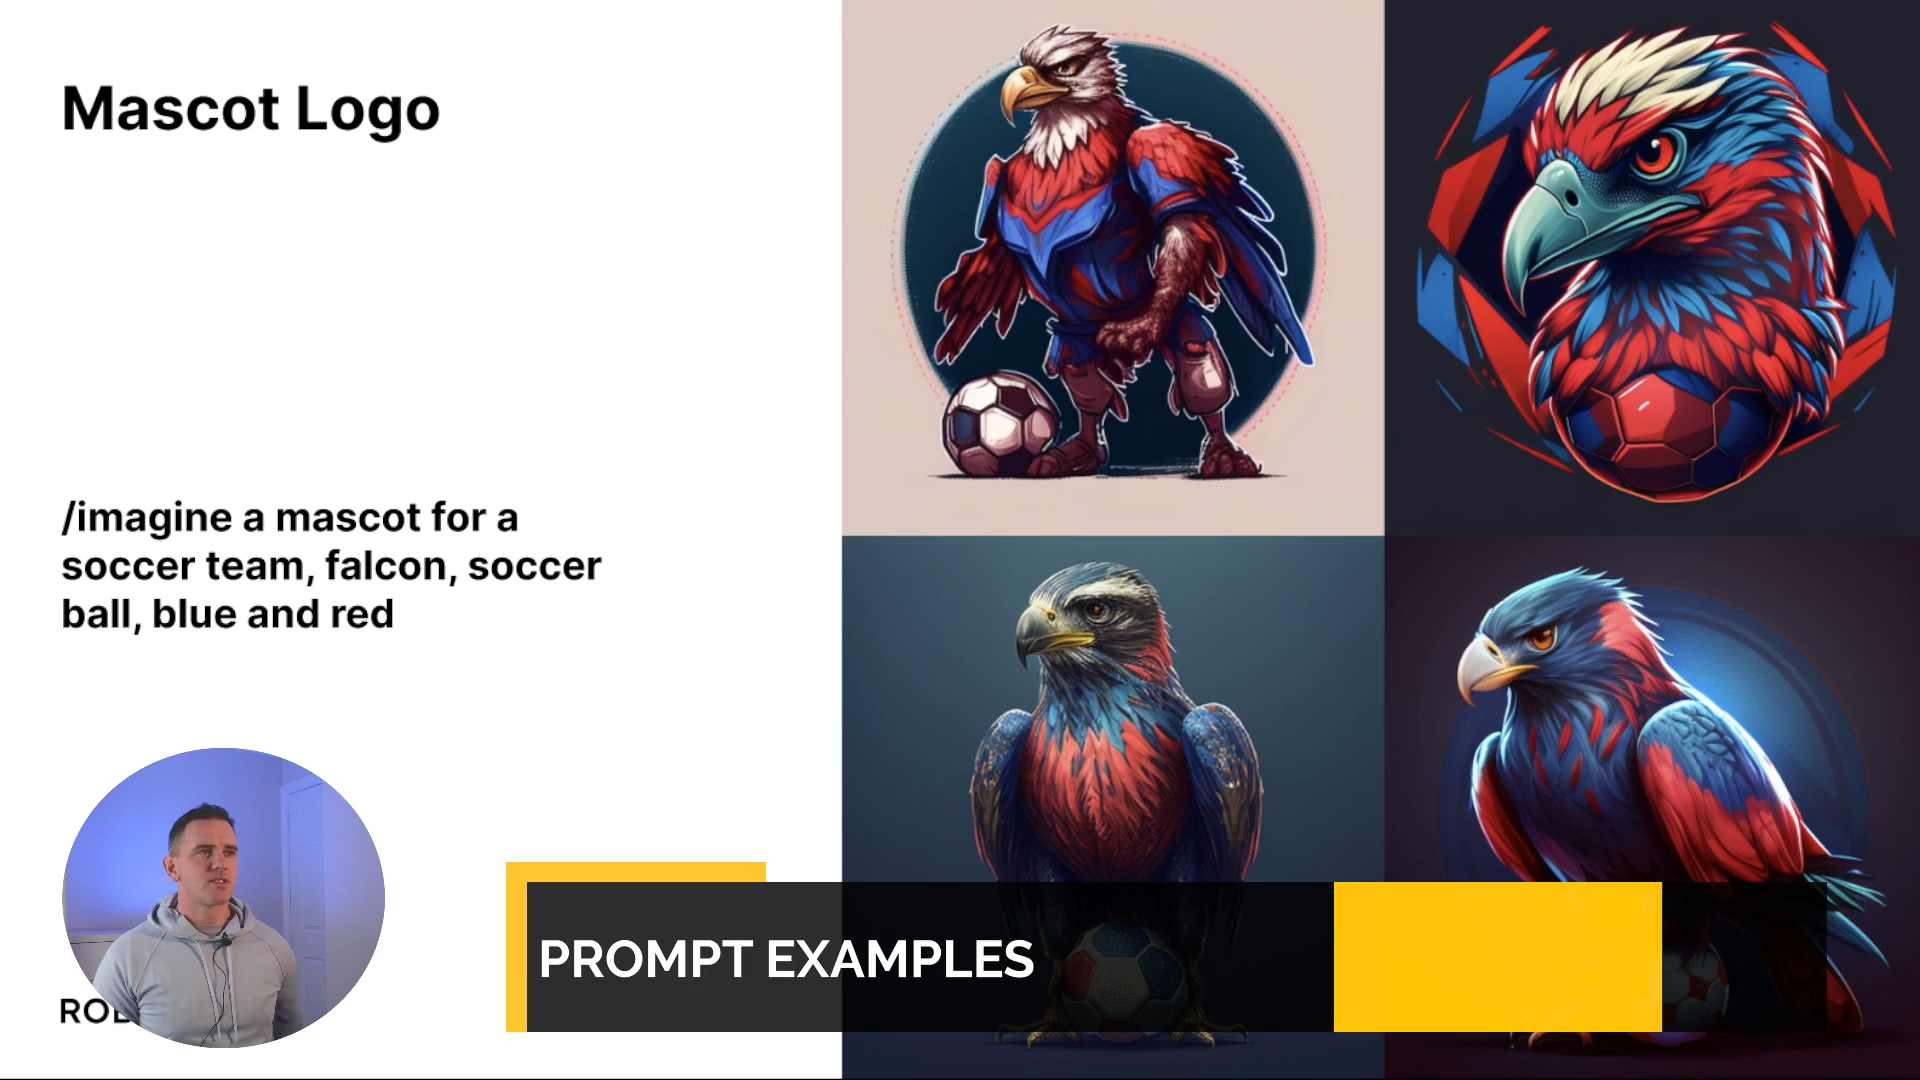 Mascot Logo
/imagine a mascot for a
soccer team, falcon, soccer
ball, blue and red
PROMPT EXAMPLES